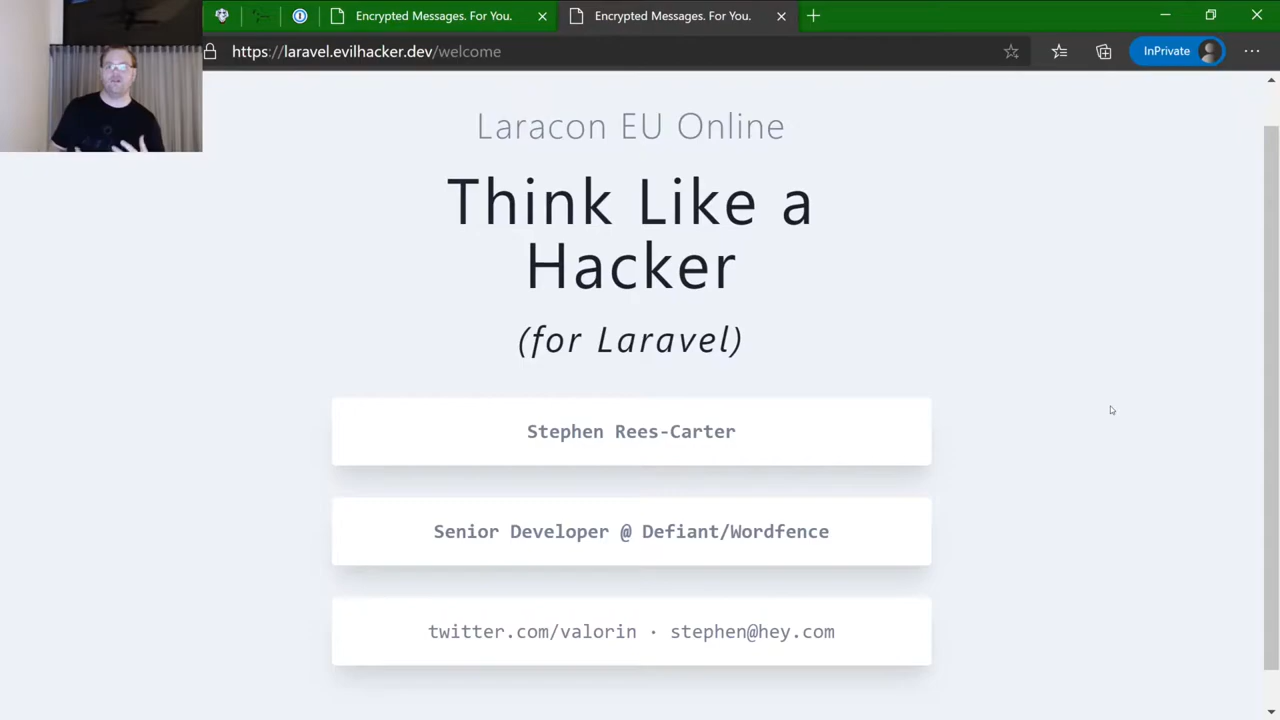 Encrypted Messages. For You.
Encrypted Messages. For You.
https://laravel.evilhacker.dev/welcome
InPrivate
Laracon EU Online
Think Like a
Hacker
(for Laravel)
Stephen Rees-Carter
Senior Developer @ Defiant/Wordfence
twitter.com/valorin · stephen@hey.com